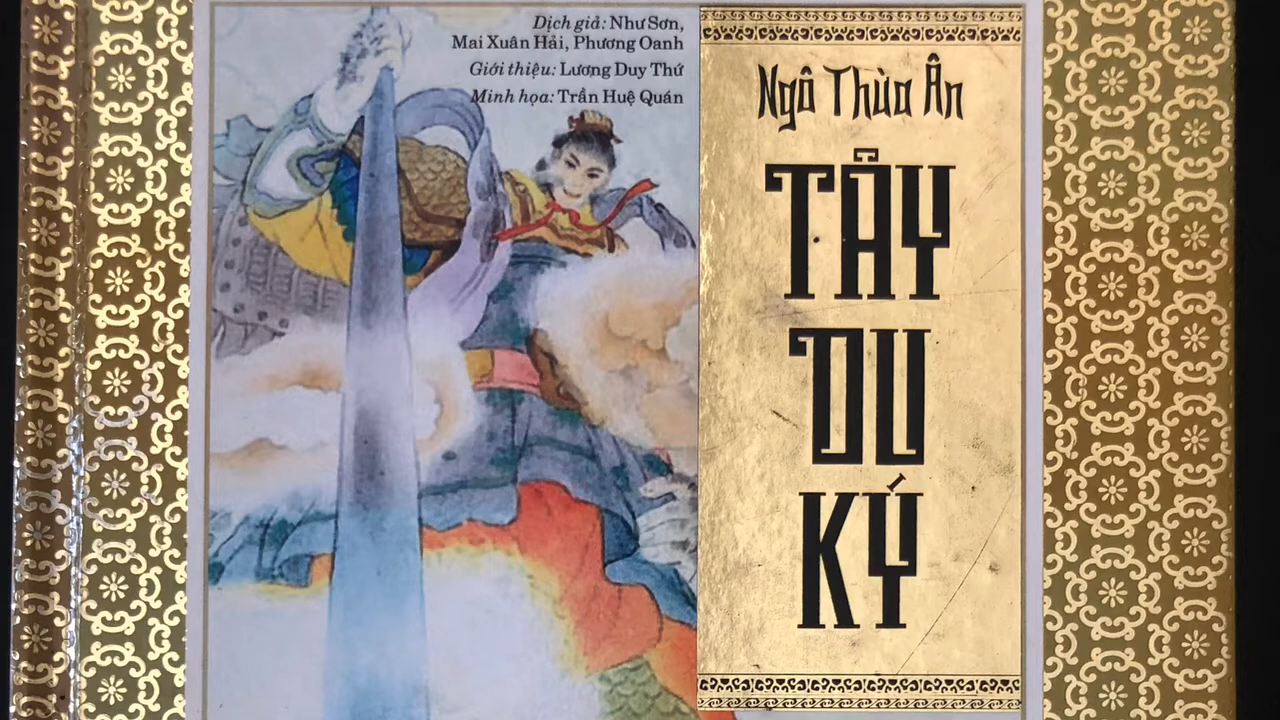 Dịch giả: Như Sơn,
Mai Xuân Hải, Phương Oanh
Giới thiệu: Lương Duy Thứ
Minh họa: Trần Huệ Quán
Ngô Thừa Ân
TÂY
DU
KÝ